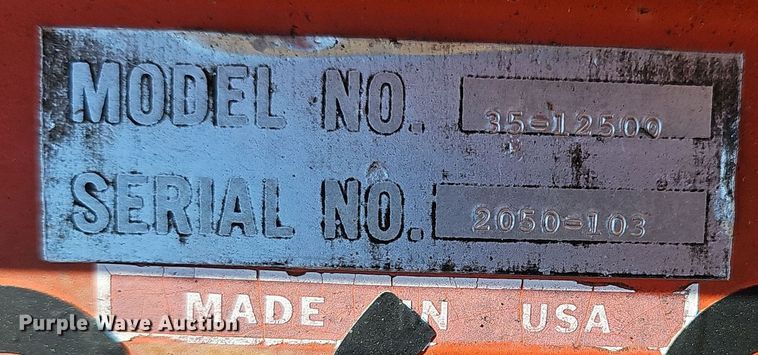 MODEL NO. 35-12500
SERIAL NO. 2050-103
MADE IN USA
Purple Wave Auction